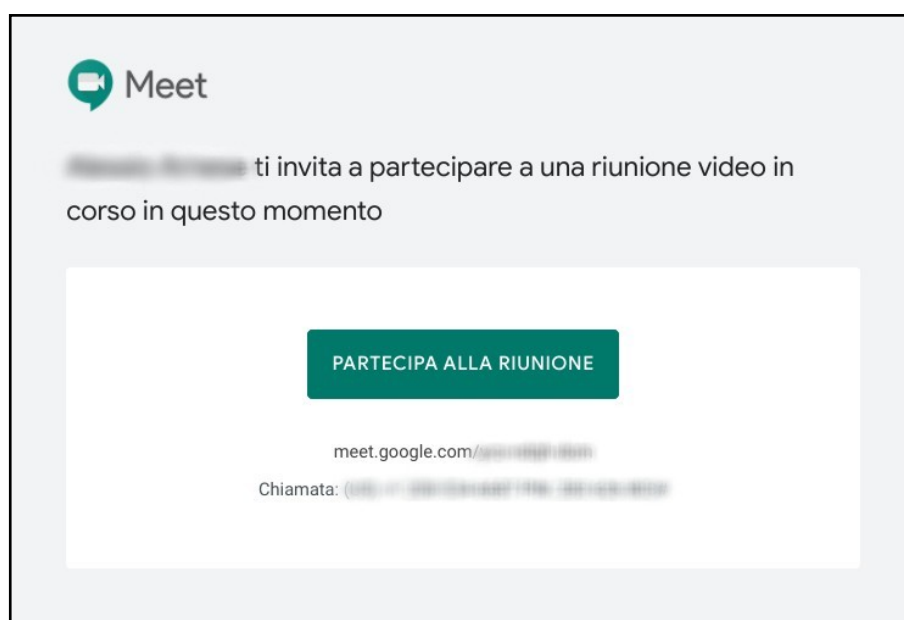 Meet
ti invita a partecipare a una riunione video in
corso in questo momento
PARTECIPA ALLA RIUNIONE
meet.google.com/
Chiamata: (